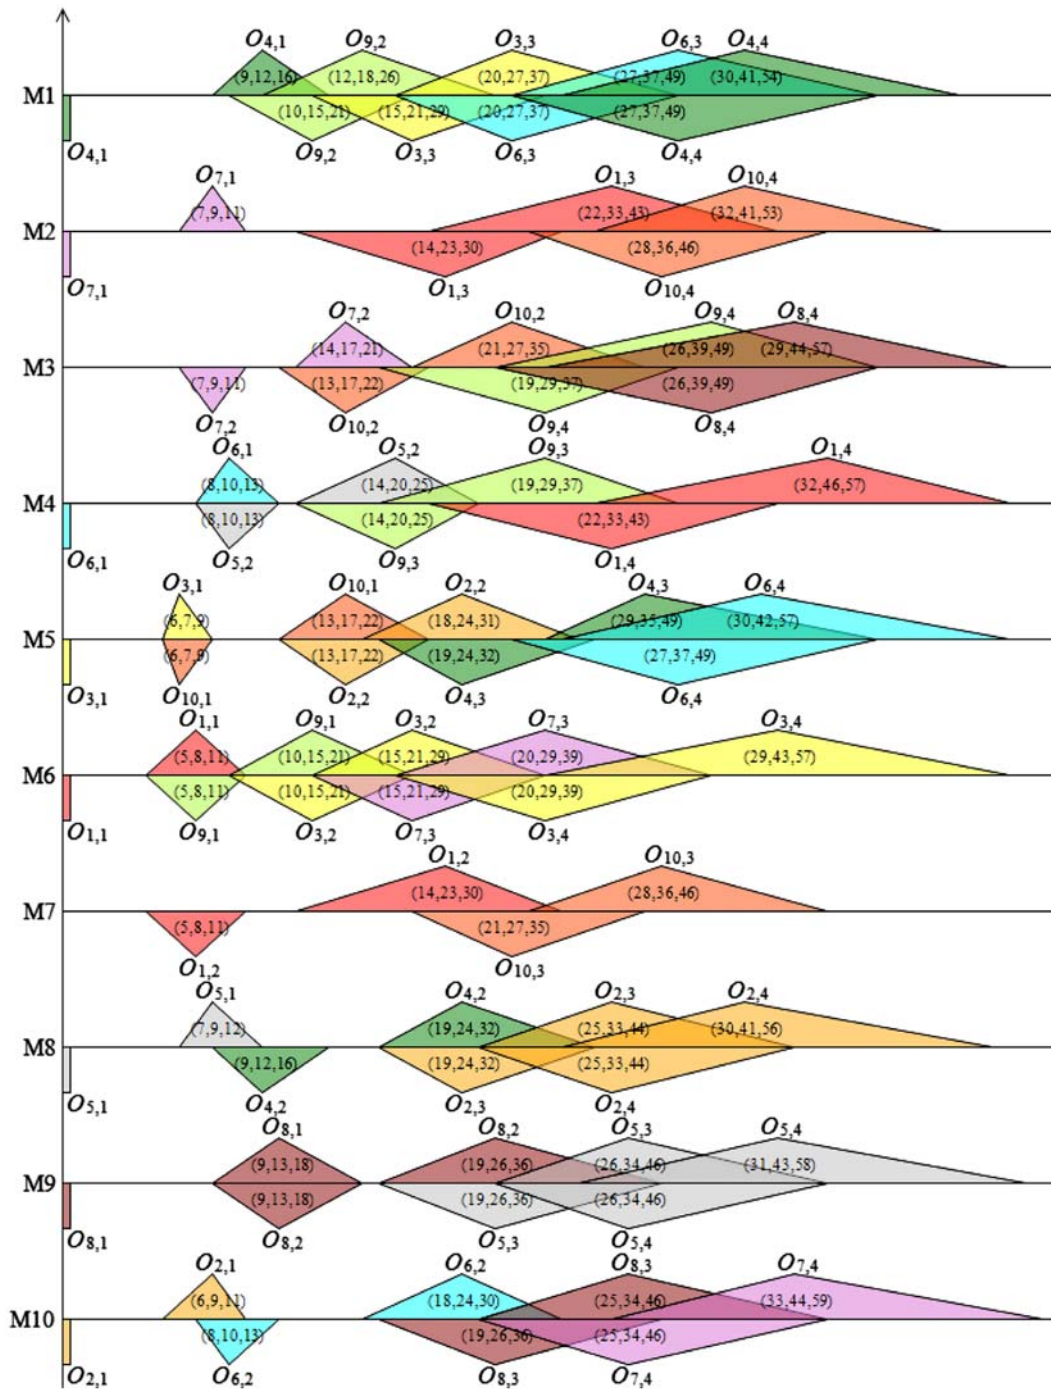 O4,1 O9,2 O3,3 O6,3 O4,4
(9,12,16) (12,18,26) (20,27,37) (27,37,49) (30,41,54)
M1
(10,15,21) (15,21,29) (20,27,37) (27,37,49)
O4,1 O9,2 O3,3 O6,3 O4,4
O7,1 O1,3 O10,4
(7,9,11) (22,33,43) (32,41,53)
M2
(14,23,30) (28,36,46)
O7,1 O1,3 O10,4
O7,2 O10,2 O9,4 O8,4
(14,17,21) (21,27,35) (26,39,49) (29,44,57)
M3
(7,9,11) (13,17,22) (19,29,37) (26,39,49)
O7,2 O10,2 O9,4 O8,4
O6,1 O5,2 O9,3 O1,4
(8,10,13) (14,20,25) (19,29,37) (32,46,57)
M4
(8,10,13) (14,20,25) (22,33,43)
O6,1 O5,2 O9,3 O1,4
O3,1 O10,1 O2,2 O4,3 O6,4
(6,7,9) (13,17,22) (18,24,31) (29,35,49) (30,42,57)
M5
(6,7,9) (13,17,22) (19,24,32) (27,37,49)
O3,1 O10,1 O2,2 O4,3 O6,4
O1,1 O9,1 O3,2 O7,3 O3,4
(5,8,11) (10,15,21) (15,21,29) (20,29,39) (29,43,57)
M6
(5,8,11) (10,15,21) (15,21,29) (20,29,39)
O1,1 O9,1 O3,2 O7,3 O3,4
O1,2 O10,3
(14,23,30) (28,36,46)
M7
(5,8,11) (21,27,35)
O1,2 O10,3
O5,1 O4,2 O2,3 O2,4
(7,9,12) (19,24,32) (25,33,44) (30,41,56)
M8
(9,12,16) (19,24,32) (25,33,44)
O5,1 O4,2 O2,3 O2,4
O8,1 O8,2 O5,3 O5,4
(9,13,18) (19,26,36) (26,34,46) (31,43,58)
M9
(9,13,18) (19,26,36) (26,34,46)
O8,1 O8,2 O5,3 O5,4
O2,1 O6,2 O8,3 O7,4
(6,9,11) (18,24,30) (25,34,46) (33,44,59)
M10
(8,10,13) (19,26,36) (25,34,46)
O2,1 O6,2 O8,3 O7,4